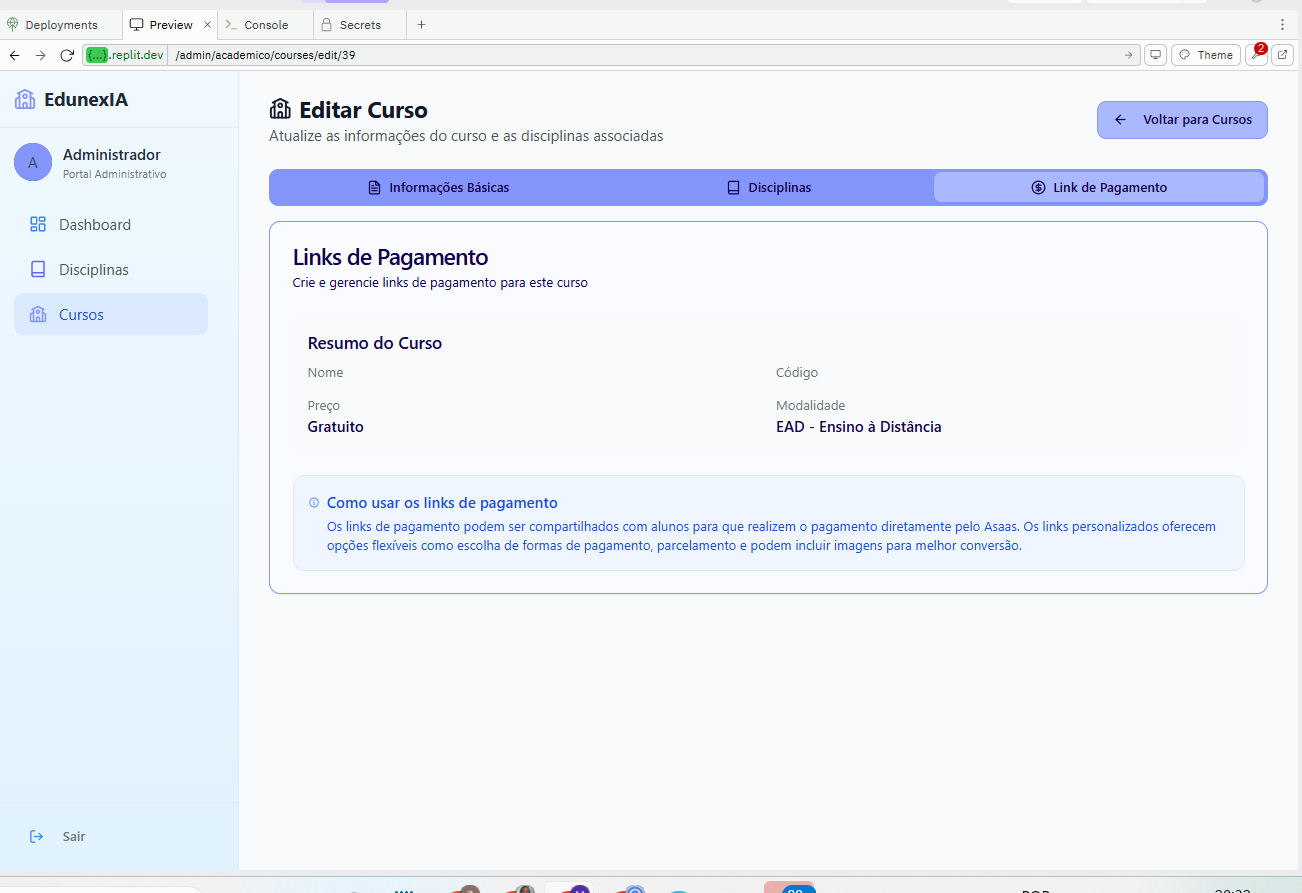 Deployments
Preview
Console
Secrets
{...}.replit.dev
/admin/academico/courses/edit/39
Theme
2
EdunexIA
A
Administrador
Portal Administrativo
Dashboard
Disciplinas
Cursos
Sair
Editar Curso
Atualize as informações do curso e as disciplinas associadas
Voltar para Cursos
Informações Básicas
Disciplinas
Link de Pagamento
Links de Pagamento
Crie e gerencie links de pagamento para este curso
Resumo do Curso
Nome
Código
Preço
Modalidade
Gratuito
EAD - Ensino à Distância
Como usar os links de pagamento
Os links de pagamento podem ser compartilhados com alunos para que realizem o pagamento diretamente pelo Asaas. Os links personalizados oferecem
opções flexíveis como escolha de formas de pagamento, parcelamento e podem incluir imagens para melhor conversão.